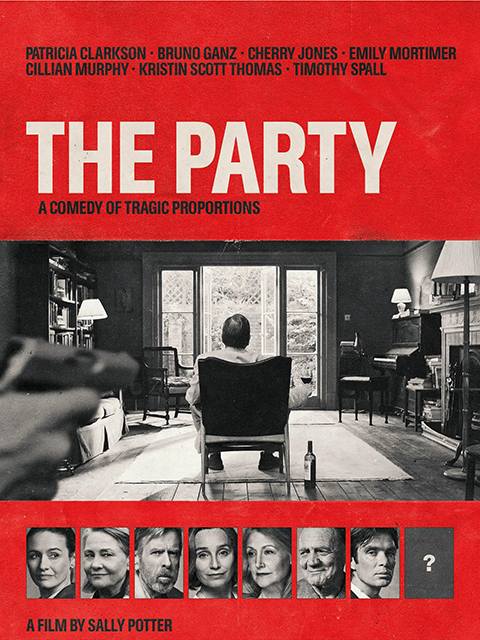 PATRICIA CLARKSON · BRUNO GANZ · CHERRY JONES · EMILY MORTIMER
CILLIAN MURPHY · KRISTIN SCOTT THOMAS · TIMOTHY SPALL
THE PARTY
A COMEDY OF TRAGIC PROPORTIONS
?
A FILM BY SALLY POTTER